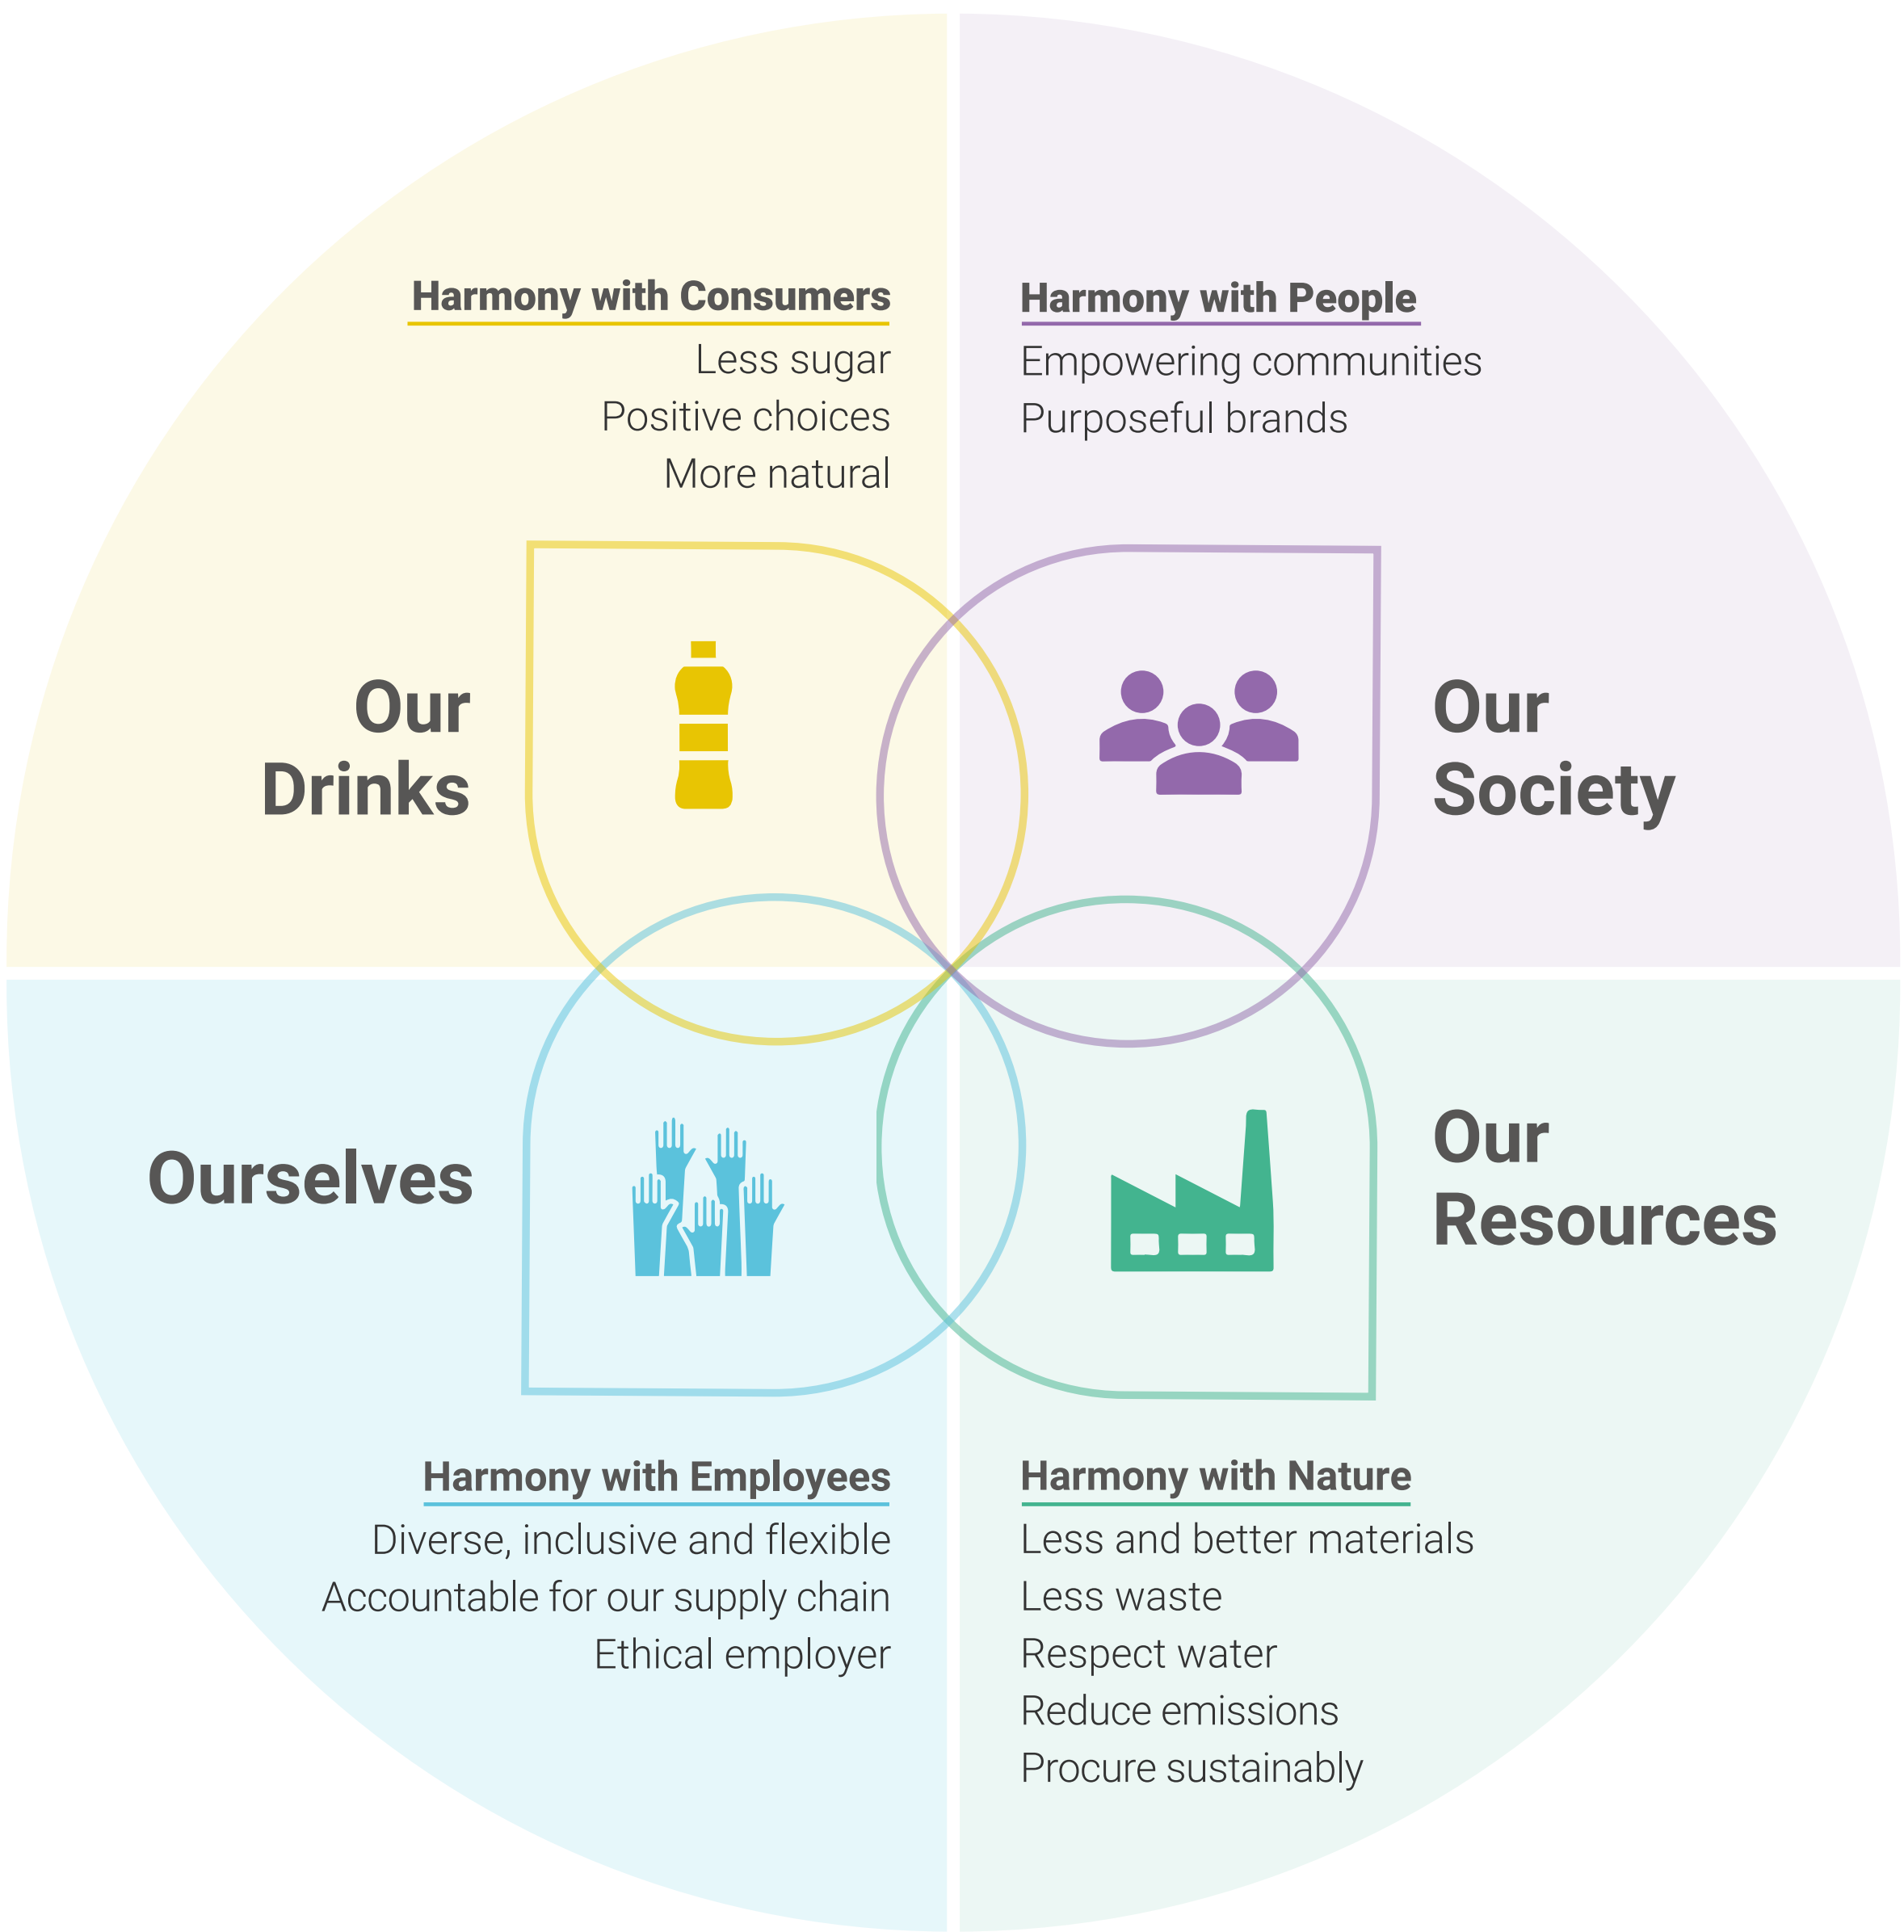 Harmony with Consumers
Less sugar
Positive choices
More natural
Our
Drinks
Harmony with People
Empowering communities
Purposeful brands
Our
Society
Ourselves
Harmony with Employees
Diverse, inclusive and flexible
Accountable for our supply chain
Ethical employer
Our
Resources
Harmony with Nature
Less and better materials
Less waste
Respect water
Reduce emissions
Procure sustainably